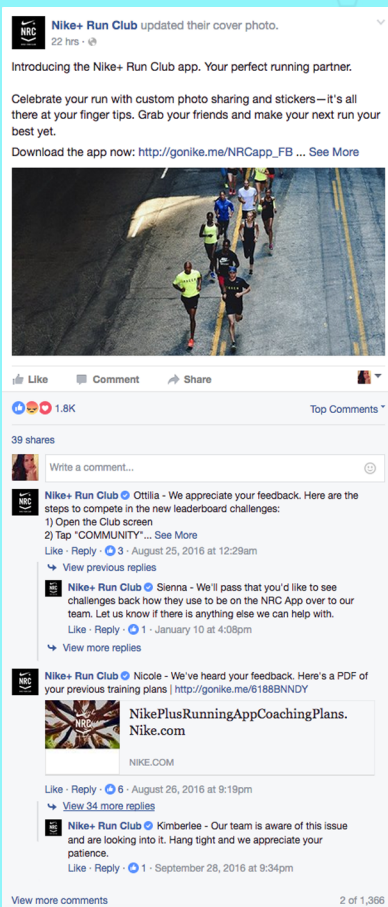 Nike+ Run Club updated their cover photo.
22 hrs ·
Introducing the Nike+ Run Club app. Your perfect running partner.
Celebrate your run with custom photo sharing and stickers—it's all
there at your finger tips. Grab your friends and make your next run your
best yet.
Download the app now: http://gonike.me/NRCapp_FB ... See More
Like Comment Share
1.8K Top Comments
39 shares
Write a comment...
NRC
Nike+ Run Club Ottilia - We appreciate your feedback. Here are the
steps to compete in the new leaderboard challenges:
1) Open the Club screen
2) Tap "COMMUNITY"... See More
Like · Reply · 3 · August 25, 2016 at 12:29am
View previous replies
Nike+ Run Club Sienna - We'll pass that you'd like to see
challenges back how they use to be on the NRC App over to our
team. Let us know if there is anything else we can help with.
Like · Reply · 1 · January 10 at 4:08pm
View more replies
NRC
Nike+ Run Club Nicole - We've heard your feedback. Here's a PDF of
your previous training plans | http://gonike.me/6188BNNDY
NRC
NikePlusRunningAppCoachingPlans.
Nike.com
NIKE.COM
Like · Reply · 6 · August 26, 2016 at 9:19pm
View 34 more replies
Nike+ Run Club Kimberlee - Our team is aware of this issue
and are looking into it. Hang tight and we appreciate your
patience.
Like · Reply · 1 · September 28, 2016 at 9:34pm
View more comments 2 of 1,366